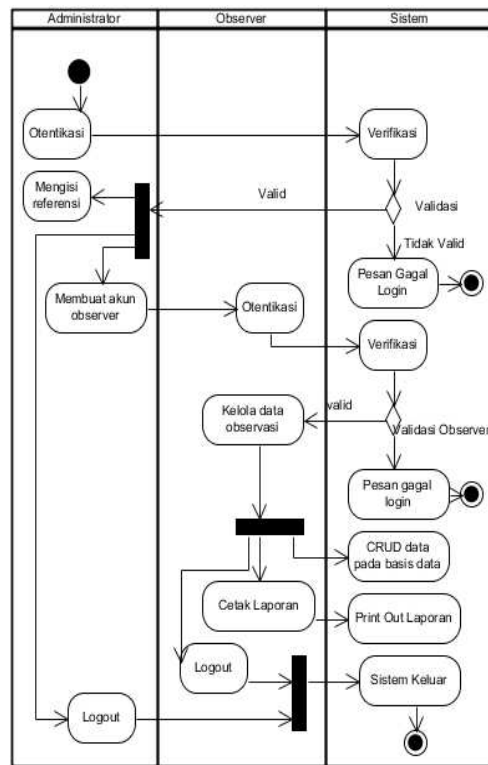 Administrator
Observer
Sistem
Otentikasi
Verifikasi
Mengisi
referensi
Valid
Validasi
Tidak Valid
Pesan Gagal
Login
Membuat akun
observer
Otentikasi
Verifikasi
Kelola data
observasi
valid
Validasi Observer
Pesan gagal
login
CRUD data
pada basis data
Cetak Laporan
Print Out Laporan
Logout
Sistem Keluar
Logout